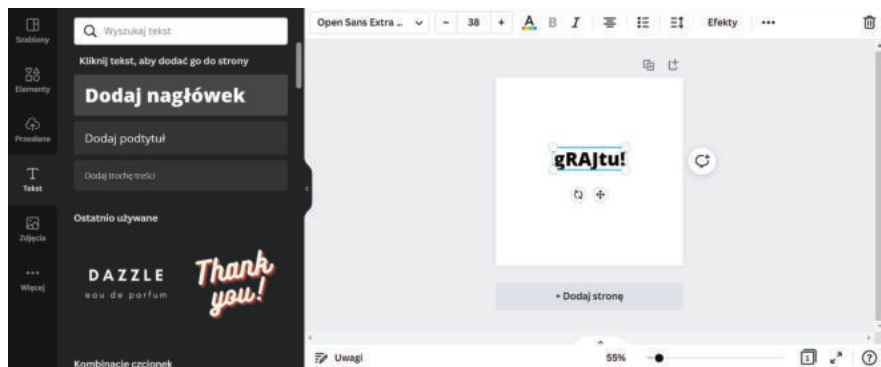 Szablony
Elementy
Przesłane
Tekst
Zdjęcia
Więcej
Wyszukaj tekst
Kliknij tekst, aby dodać go do strony
Dodaj nagłówek
Dodaj podtytuł
Dodaj trochę treści
Ostatnio używane
DAZZLE
eau de parfum
Thank
you!
Kombinacje czcionek
Open Sans Extra ...
- 38 +
A B I
Efekty
gRAJtu!
+ Dodaj stronę
Uwagi
55%
1
?